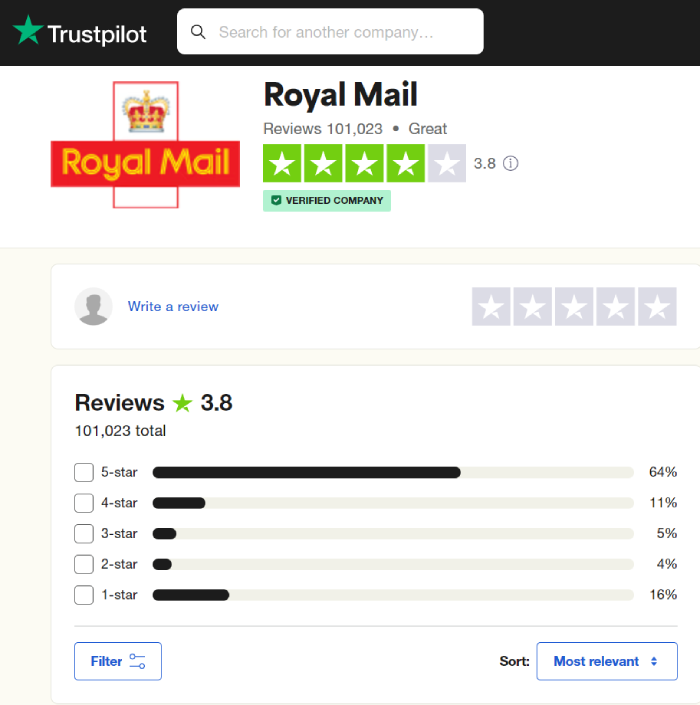 Trustpilot
Search for another company…
Royal Mail
Royal Mail
Reviews 101,023 • Great
3.8
VERIFIED COMPANY
Write a review
Reviews 3.8
101,023 total
5-star 64%
4-star 11%
3-star 5%
2-star 4%
1-star 16%
Filter Sort: Most relevant